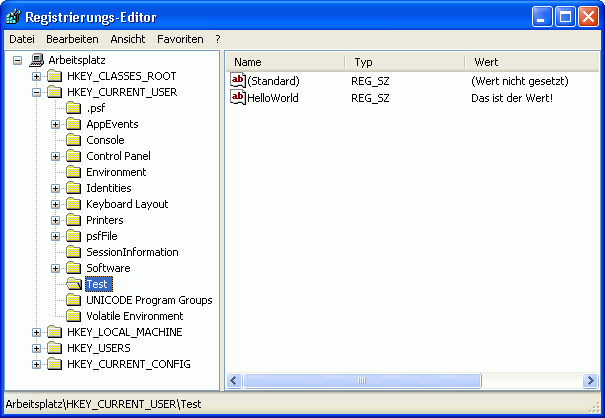 Registrierungs-Editor
Datei Bearbeiten Ansicht Favoriten ?
Arbeitsplatz
HKEY_CLASSES_ROOT
HKEY_CURRENT_USER
.psf
AppEvents
Console
Control Panel
Environment
Identities
Keyboard Layout
Printers
psfFile
SessionInformation
Software
Test
UNICODE Program Groups
Volatile Environment
HKEY_LOCAL_MACHINE
HKEY_USERS
HKEY_CURRENT_CONFIG
Name Typ Wert
ab (Standard) REG_SZ (Wert nicht gesetzt)
ab HelloWorld REG_SZ Das ist der Wert!
Arbeitsplatz\HKEY_CURRENT_USER\Test